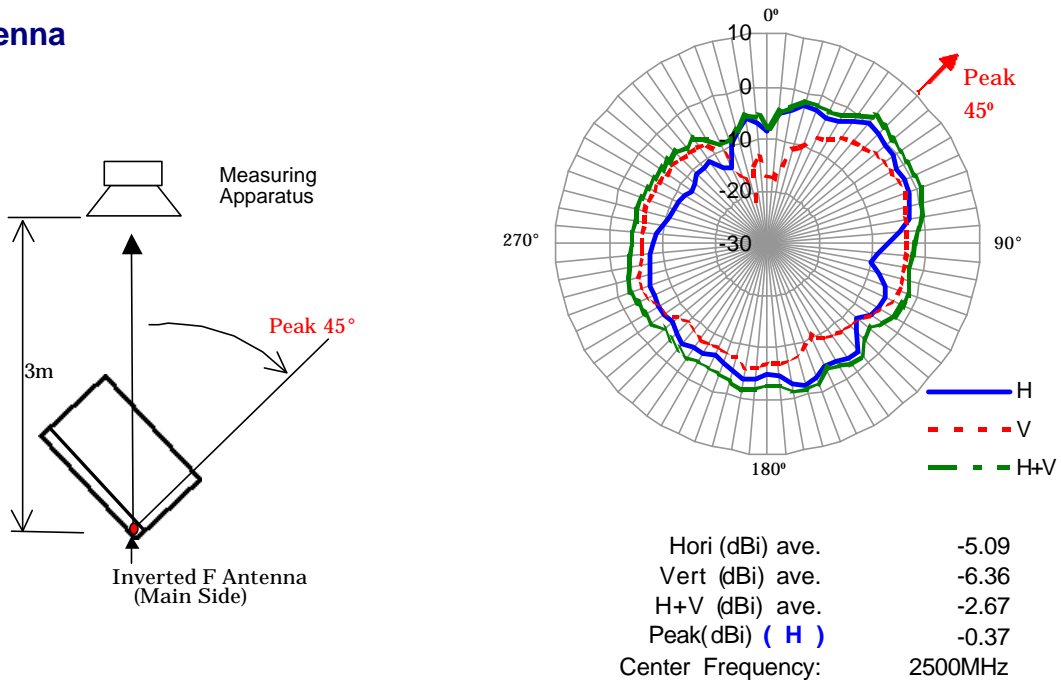 enna
Measuring
Apparatus
Peak 45°
3m
Inverted F Antenna
(Main Side)
0º
10
0
-10
-20
-30
Peak
45º
270°
90°
180º
H
V
H+V
Hori (dBi) ave. -5.09
Vert (dBi) ave. -6.36
H+V (dBi) ave. -2.67
Peak(dBi) ( H ) -0.37
Center Frequency: 2500MHz